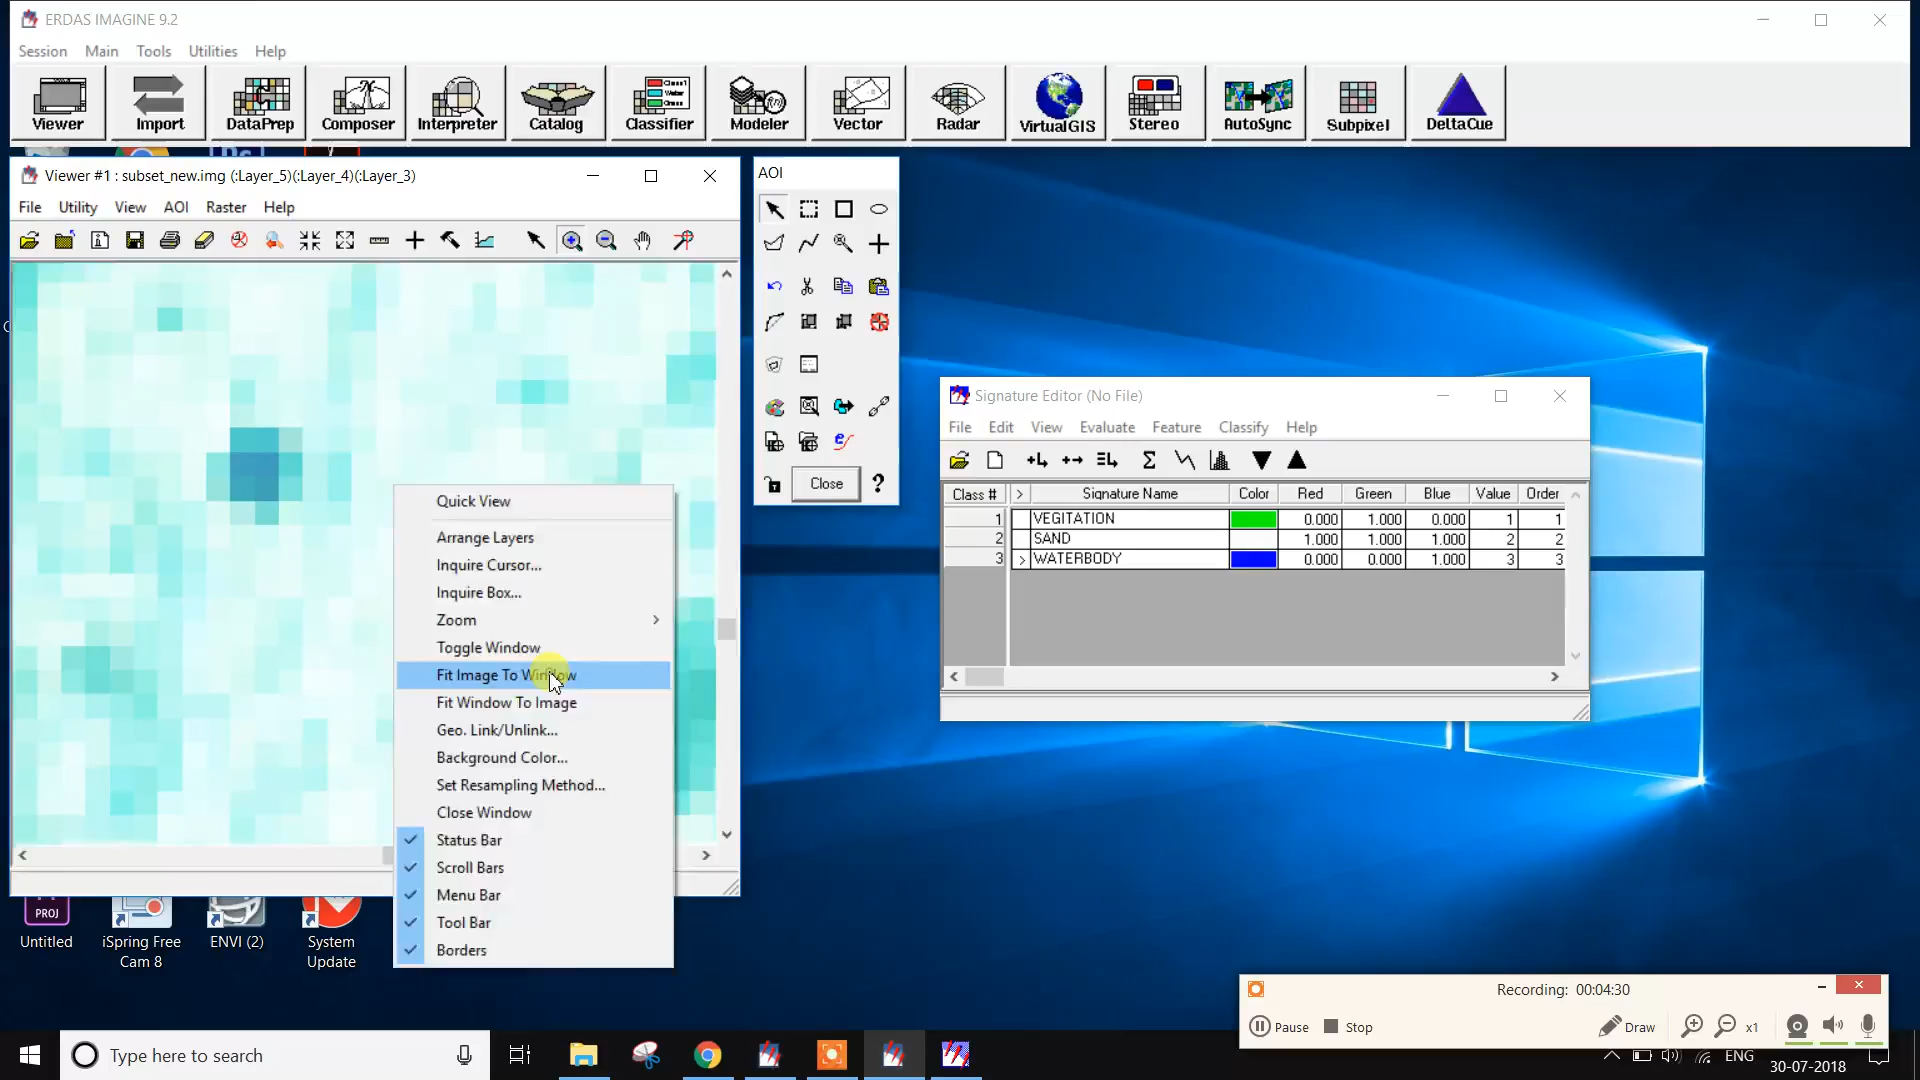 ERDAS IMAGINE 9.2
Session Main Tools Utilities Help
Viewer Import DataPrep Composer Interpreter Catalog Classifier Modeler Vector Radar VirtualGIS Stereo AutoSync Subpixel DeltaCue
Viewer #1 : subset_new.img (:Layer_5)(:Layer_4)(:Layer_3)
File Utility View AOI Raster Help
AOI
Close ?
Quick View
Arrange Layers
Inquire Cursor...
Inquire Box...
Zoom
Toggle Window
Fit Image To Window
Fit Window To Image
Geo. Link/Unlink...
Background Color...
Set Resampling Method...
Close Window
Status Bar
Scroll Bars
Menu Bar
Tool Bar
Borders
Signature Editor (No File)
File Edit View Evaluate Feature Classify Help
Class # > Signature Name Color Red Green Blue Value Order
1 VEGITATION 0.000 1.000 0.000 1 1
2 SAND 1.000 1.000 1.000 2 2
3 > WATERBODY 0.000 0.000 1.000 3 3
PROJ
Untitled
iSpring Free
Cam 8
ENVI (2)
System
Update
Recording: 00:04:30
Pause Stop Draw x1
Type here to search
ENG
30-07-2018